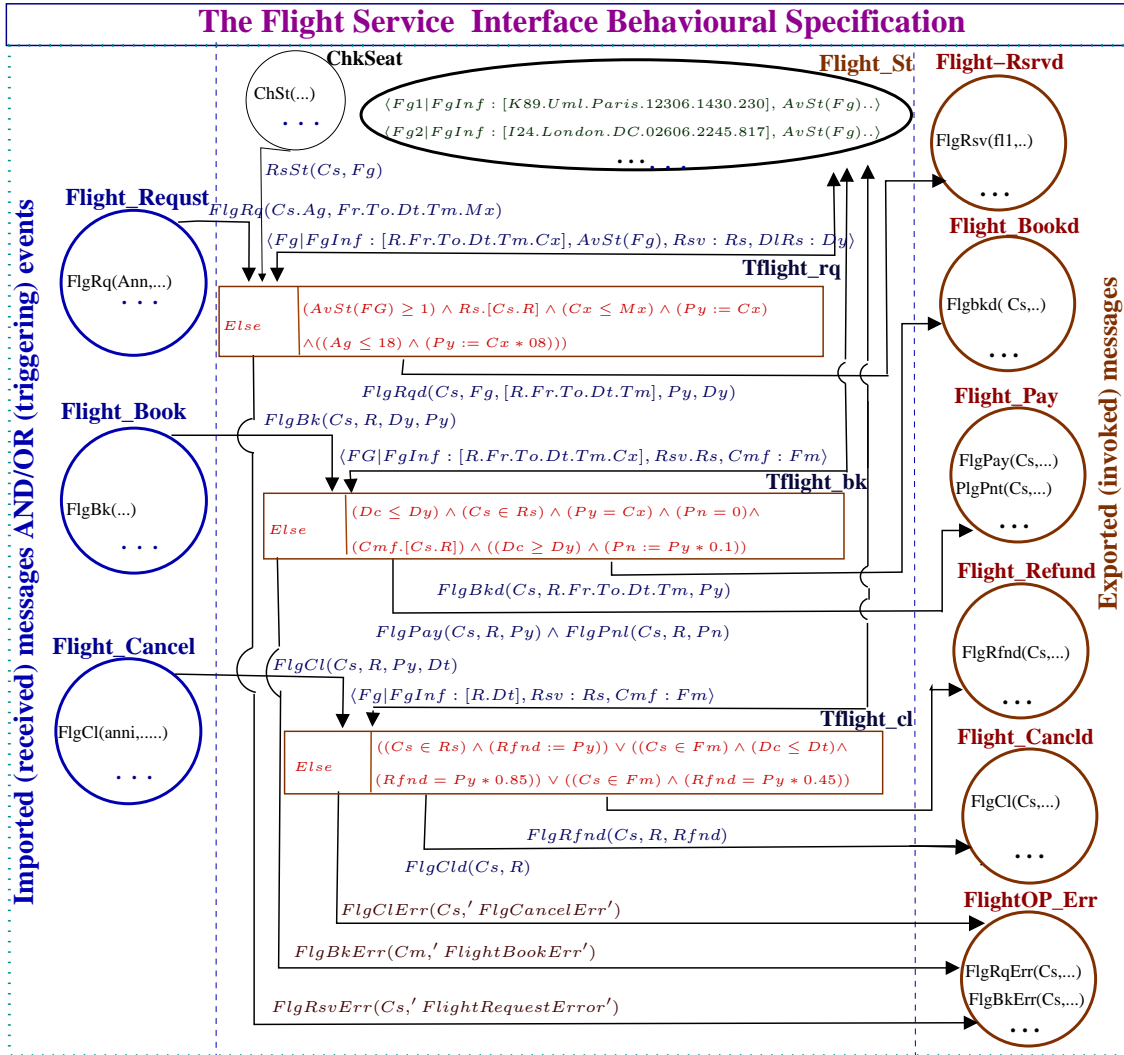 The Flight Service Interface Behavioural Specification
Imported (received) messages AND/OR (triggering) events
Exported (invoked) messages
ChkSeat
ChSt(...)
. . .
Flight_St
⟨Fg1|FgInf : [K89.Uml.Paris.12306.1430.230], AvSt(Fg)..⟩
⟨Fg2|FgInf : [I24.London.DC.02606.2245.817], AvSt(Fg)..⟩
... . . .
Flight−Rsrvd
FlgRsv(fl1,..)
...
RsSt(Cs, Fg)
Flight_Requst
FlgRq(Ann,...)
. . .
FlgRq(Cs.Ag, Fr.To.Dt.Tm.Mx)
⟨Fg|FgInf : [R.Fr.To.Dt.Tm.Cx], AvSt(Fg), Rsv : Rs, DlRs : Dy⟩
Tflight_rq
Else
(AvSt(FG) ≥ 1) ∧ Rs.[Cs.R] ∧ (Cx ≤ Mx) ∧ (Py := Cx)
∧((Ag ≤ 18) ∧ (Py := Cx ∗ 08)))
Flight_Bookd
Flgbkd( Cs,..)
...
FlgRqd(Cs, Fg, [R.Fr.To.Dt.Tm], Py, Dy)
Flight_Book
FlgBk(...)
. . .
FlgBk(Cs, R, Dy, Py)
⟨FG|FgInf : [R.Fr.To.Dt.Tm.Cx], Rsv.Rs, Cmf : Fm⟩
Tflight_bk
Else
(Dc ≤ Dy) ∧ (Cs ∈ Rs) ∧ (Py = Cx) ∧ (Pn = 0)∧
(Cmf.[Cs.R]) ∧ ((Dc ≥ Dy) ∧ (Pn := Py ∗ 0.1))
Flight_Pay
FlgPay(Cs,...)
PlgPnt(Cs,...)
...
FlgBkd(Cs, R.Fr.To.Dt.Tm, Py)
FlgPay(Cs, R, Py) ∧ FlgPnl(Cs, R, Pn)
Flight_Refund
FlgRfnd(Cs,...)
...
Flight_Cancel
FlgCl(anni,.....)
. . .
FlgCl(Cs, R, Py, Dt)
⟨Fg|FgInf : [R.Dt], Rsv : Rs, Cmf : Fm⟩
Tflight_cl
Else
((Cs ∈ Rs) ∧ (Rfnd := Py)) ∨ ((Cs ∈ Fm) ∧ (Dc ≤ Dt)∧
(Rfnd = Py ∗ 0.85)) ∨ ((Cs ∈ Fm) ∧ (Rfnd = Py ∗ 0.45))
Flight_Cancld
FlgCl(Cs,...)
...
FlgRfnd(Cs, R, Rfnd)
FlgCld(Cs, R)
FlgClErr(Cs,′ FlgCancelErr′)
FlgBkErr(Cm,′ FlightBookErr′)
FlgRsvErr(Cs,′ FlightRequestError′)
FlightOP_Err
FlgRqErr(Cs,...)
FlgBkErr(Cs,...)
...